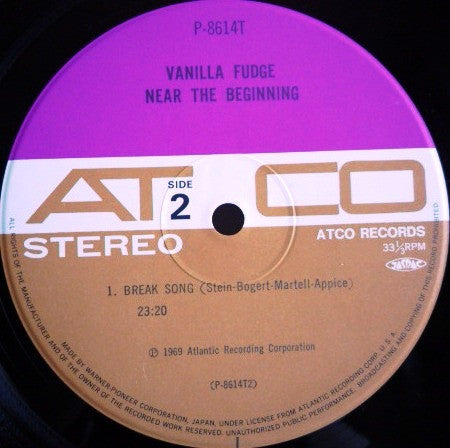 P-8614T
VANILLA FUDGE
NEAR THE BEGINNING
ATCO
SIDE
2
STEREO
ATCO RECORDS
33⅓RPM
1. BREAK SONG (Stein-Bogert-Martell-Appice)
23:20
Ⓟ 1969 Atlantic Recording Corporation
(P-8614T2)
ALL RIGHTS OF THE MANUFACTURER AND OF THE OWNER OF THE RECORDED WORK RESERVED. UNAUTHORIZED PUBLIC PERFORMANCE, BROADCASTING AND COPYING OF THIS RECORD PROHIBITED.
MADE BY WARNER-PIONEER CORPORATION, JAPAN, UNDER LICENSE FROM ATLANTIC RECORDING CORP. U.S.A.